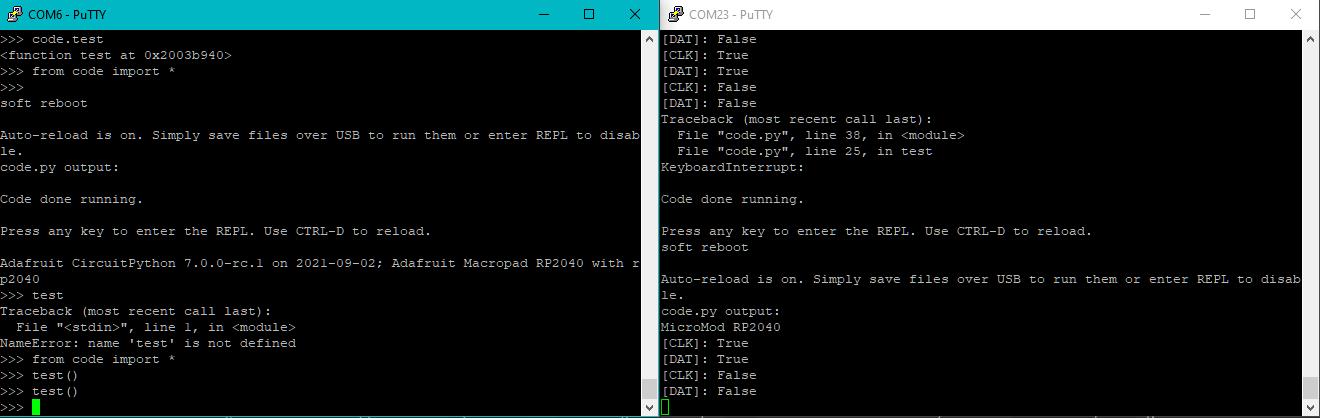 COM6 - PuTTY
>>> code.test
<function test at 0x2003b940>
>>> from code import *
>>>
soft reboot
Auto-reload is on. Simply save files over USB to run them or enter REPL to disab
le.
code.py output:
Code done running.
Press any key to enter the REPL. Use CTRL-D to reload.
Adafruit CircuitPython 7.0.0-rc.1 on 2021-09-02; Adafruit Macropad RP2040 with r
p2040
>>> test
Traceback (most recent call last):
  File "<stdin>", line 1, in <module>
NameError: name 'test' is not defined
>>> from code import *
>>> test()
>>> test()
>>>
COM23 - PuTTY
[DAT]: False
[CLK]: True
[DAT]: True
[CLK]: False
[DAT]: False
Traceback (most recent call last):
  File "code.py", line 38, in <module>
  File "code.py", line 25, in test
KeyboardInterrupt:
Code done running.
Press any key to enter the REPL. Use CTRL-D to reload.
soft reboot
Auto-reload is on. Simply save files over USB to run them or enter REPL to disab
le.
code.py output:
MicroMod RP2040
[CLK]: True
[DAT]: True
[CLK]: False
[DAT]: False